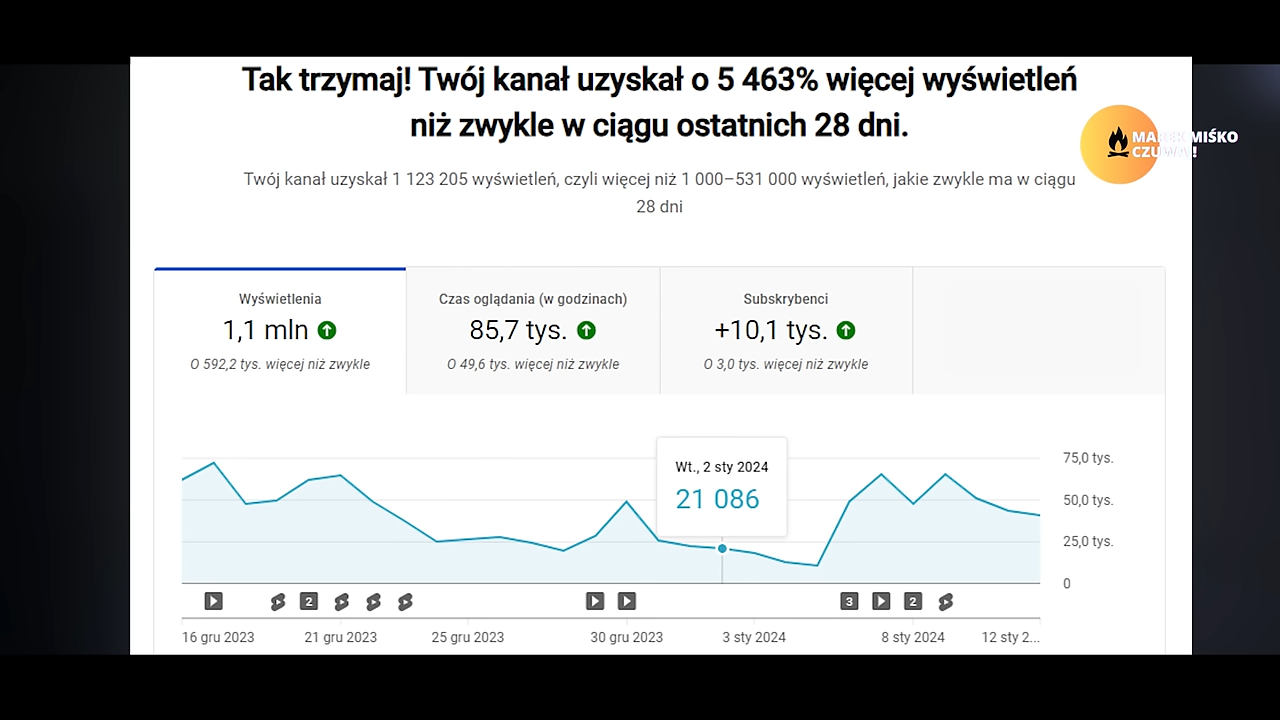 Tak trzymaj! Twój kanał uzyskał o 5 463% więcej wyświetleń
niż zwykle w ciągu ostatnich 28 dni.
Twój kanał uzyskał 1 123 205 wyświetleń, czyli więcej niż 1 000–531 000 wyświetleń, jakie zwykle ma w ciągu
28 dni
Wyświetlenia
1,1 mln
O 592,2 tys. więcej niż zwykle
Czas oglądania (w godzinach)
85,7 tys.
O 49,6 tys. więcej niż zwykle
Subskrybenci
+10,1 tys.
O 3,0 tys. więcej niż zwykle
Wt., 2 sty 2024
21 086
75,0 tys.
50,0 tys.
25,0 tys.
0
2
3
2
16 gru 2023
21 gru 2023
25 gru 2023
30 gru 2023
3 sty 2024
8 sty 2024
12 sty 2...
MIŚKO